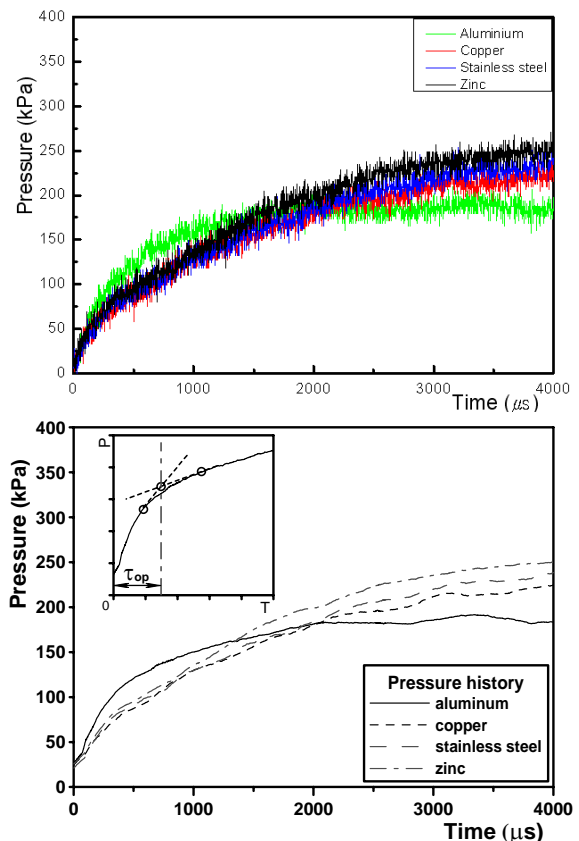 400
350
300
250
200
150
100
50
0
Pressure (kPa)
Aluminium
Copper
Stainless steel
Zinc
0 1000 2000 3000 4000
Time (μs)
400
350
300
250
200
150
100
50
0
Pressure (kPa)
P
τop
0 T
Pressure history
aluminum
copper
stainless steel
zinc
0 1000 2000 3000 4000
Time (μs)